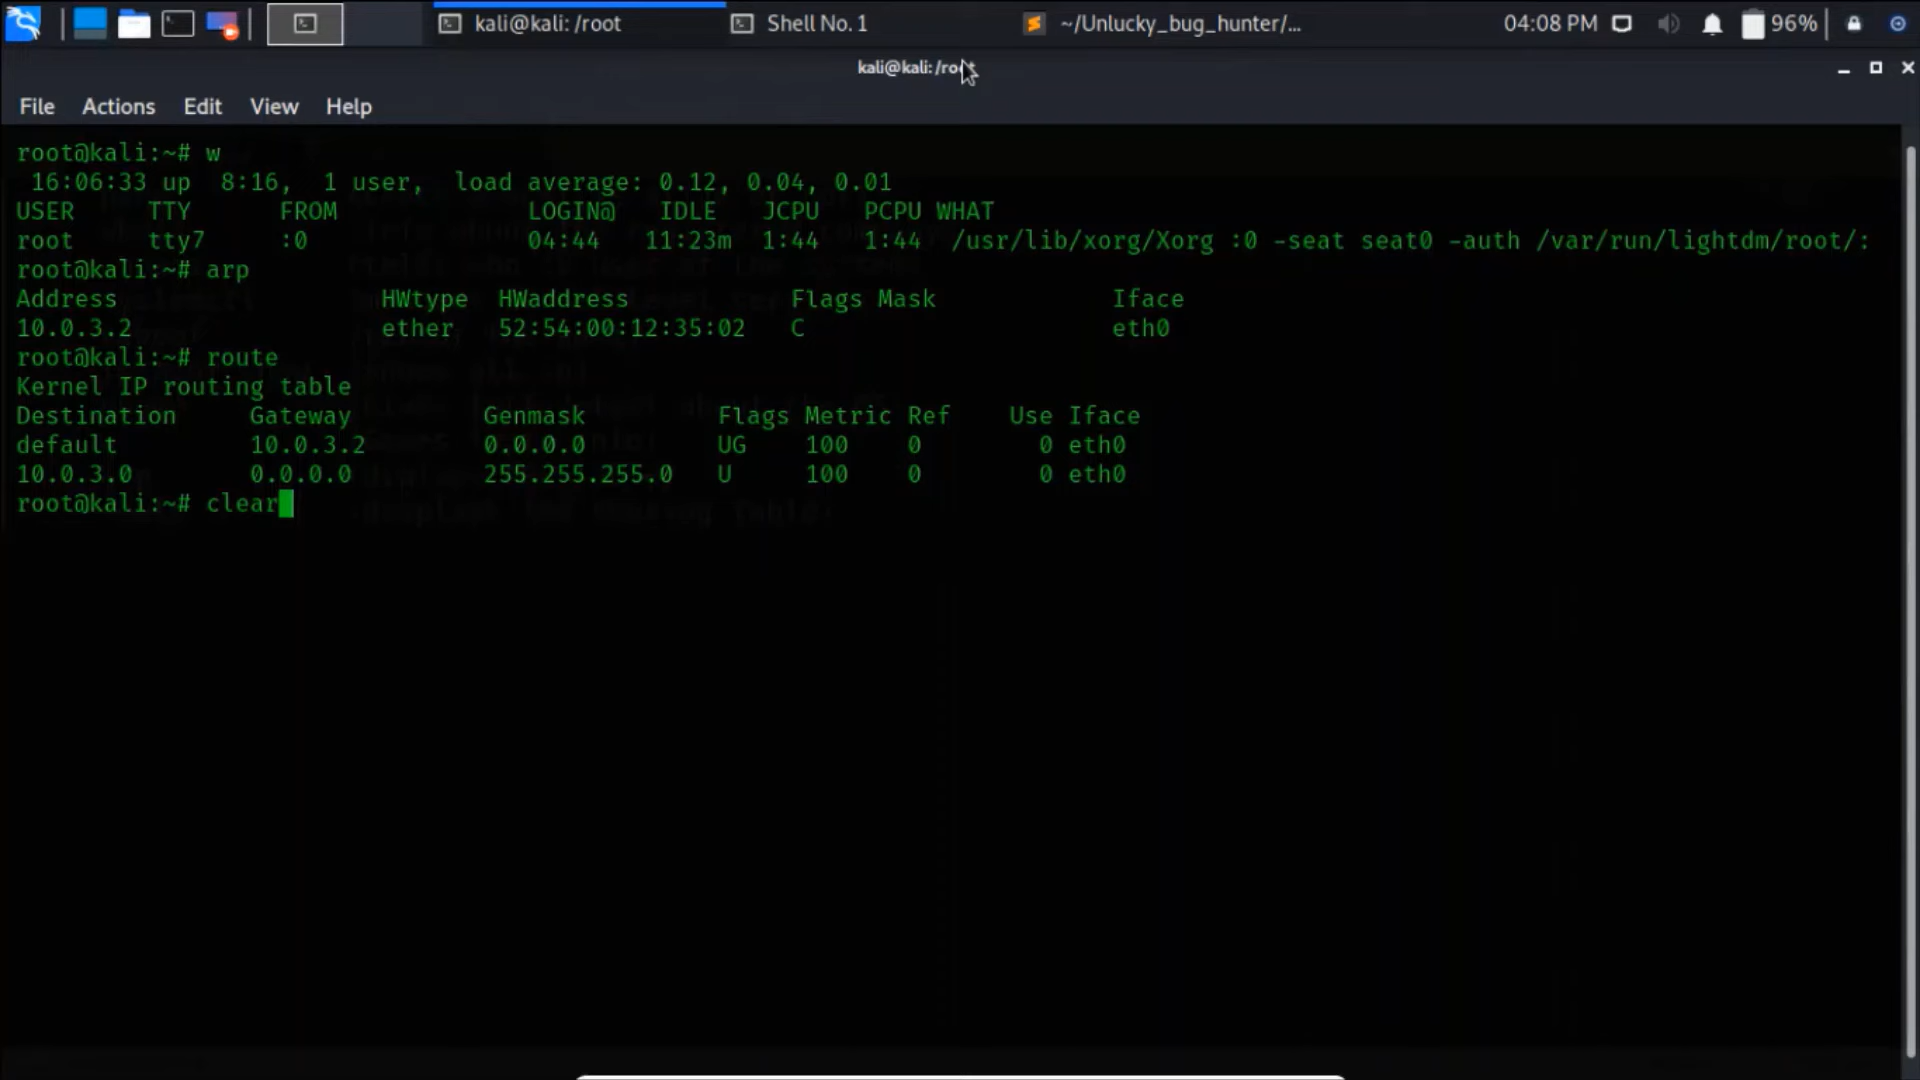 kali@kali: /root
Shell No. 1
~/Unlucky_bug_hunter/...
04:08 PM
96%
kali@kali: /ro
File Actions Edit View Help
root@kali:~# w
16:06:33 up 8:16, 1 user, load average: 0.12, 0.04, 0.01
USER TTY FROM LOGIN@ IDLE JCPU PCPU WHAT
root tty7 :0 04:44 11:23m 1:44 1:44 /usr/lib/xorg/Xorg :0 -seat seat0 -auth /var/run/lightdm/root/:
root@kali:~# arp
Address HWtype HWaddress Flags Mask Iface
10.0.3.2 ether 52:54:00:12:35:02 C eth0
root@kali:~# route
Kernel IP routing table
Destination Gateway Genmask Flags Metric Ref Use Iface
default 10.0.3.2 0.0.0.0 UG 100 0 0 eth0
10.0.3.0 0.0.0.0 255.255.255.0 U 100 0 0 eth0
root@kali:~# clear